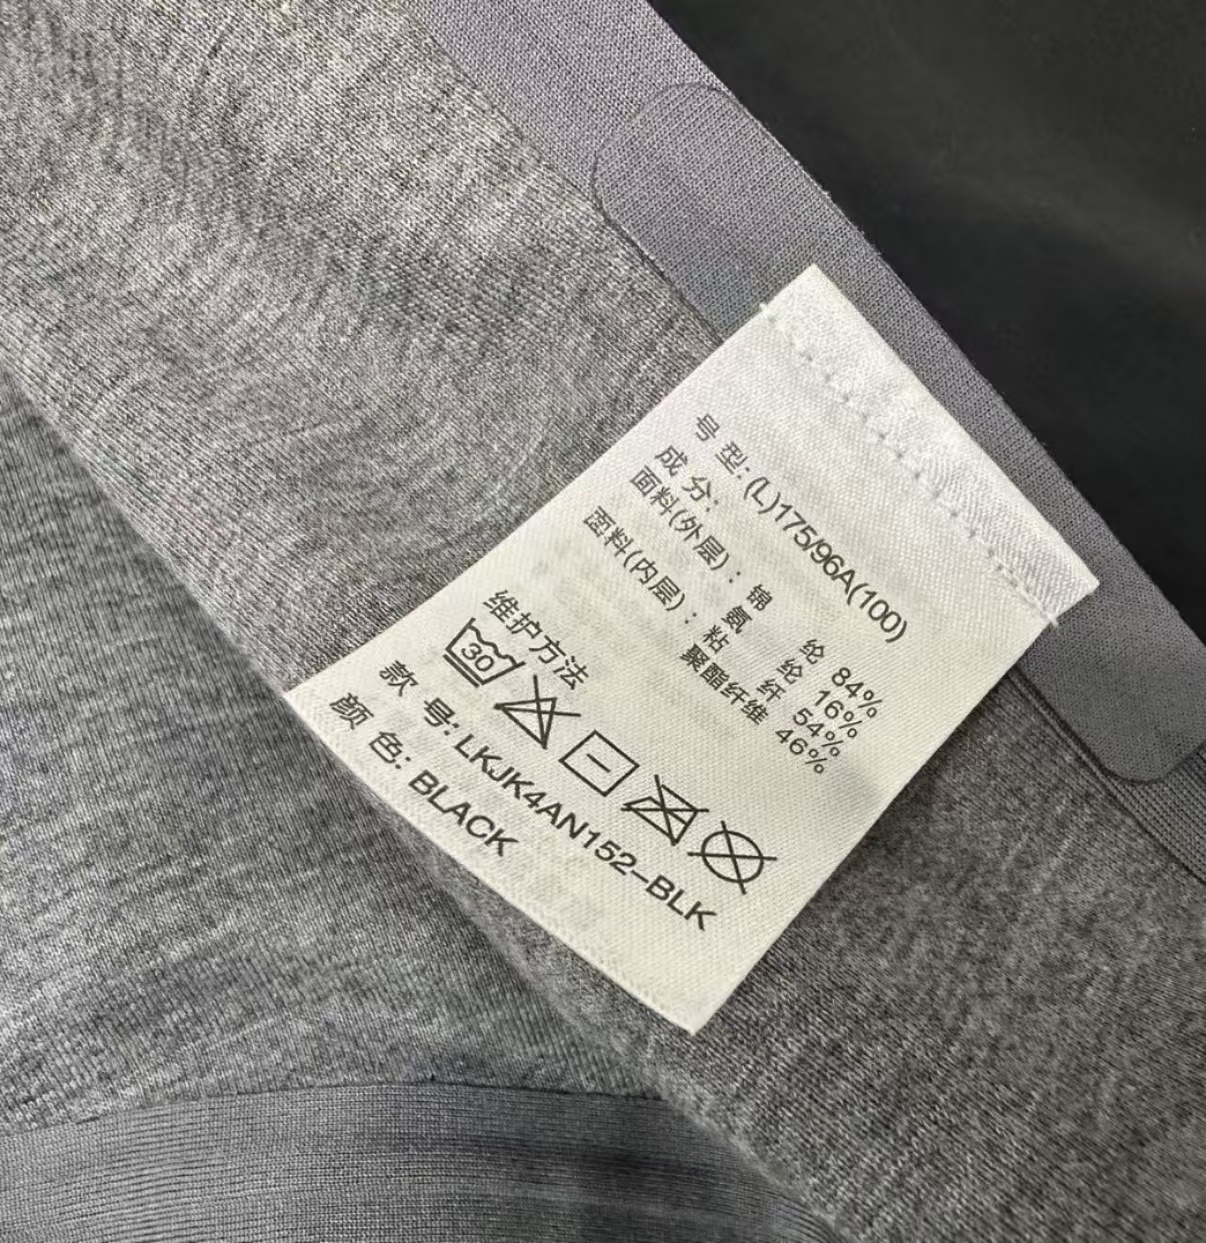 号 型: (L)175/96A(100)
成 分:
面料(外层): 锦 纶 84%
氨 纶 16%
面料(内层): 粘 纤 54%
聚酯纤维 46%
维护方法
30
款 号: LKJK4AN152-BLK
颜 色: BLACK